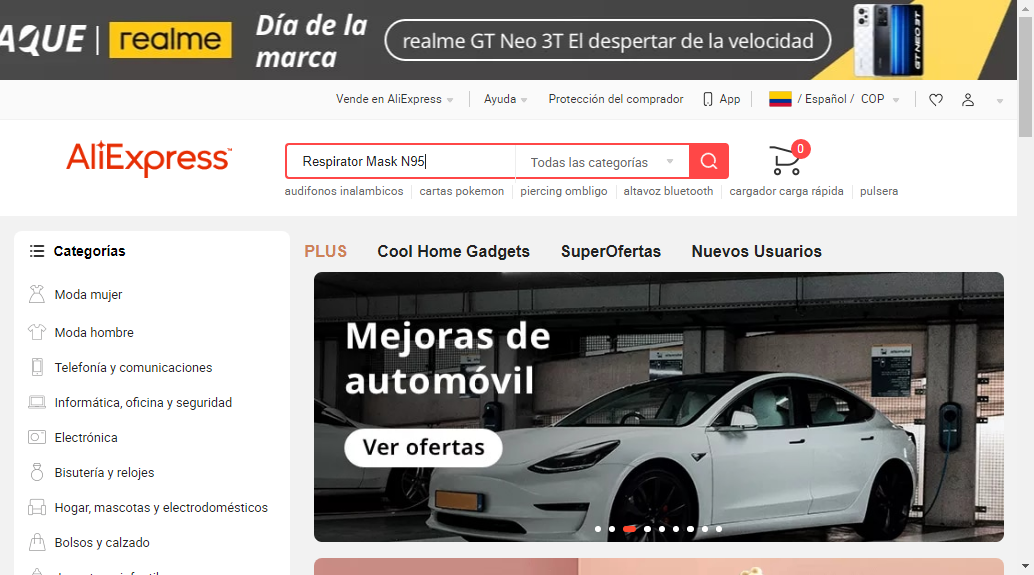 AQUE | realme
Día de la
marca
realme GT Neo 3T El despertar de la velocidad
GT NEO 3T
Vende en AliExpress
Ayuda
Protección del comprador
App
/ Español / COP
AliExpress
Respirator Mask N95
Todas las categorías
0
audifonos inalambicos
cartas pokemon
piercing ombligo
altavoz bluetooth
cargador carga rápida
pulsera
Categorías
PLUS
Cool Home Gadgets
SuperOfertas
Nuevos Usuarios
Moda mujer
Moda hombre
Telefonía y comunicaciones
Informática, oficina y seguridad
Electrónica
Bisutería y relojes
Hogar, mascotas y electrodomésticos
Bolsos y calzado
Mejoras de
automóvil
Ver ofertas